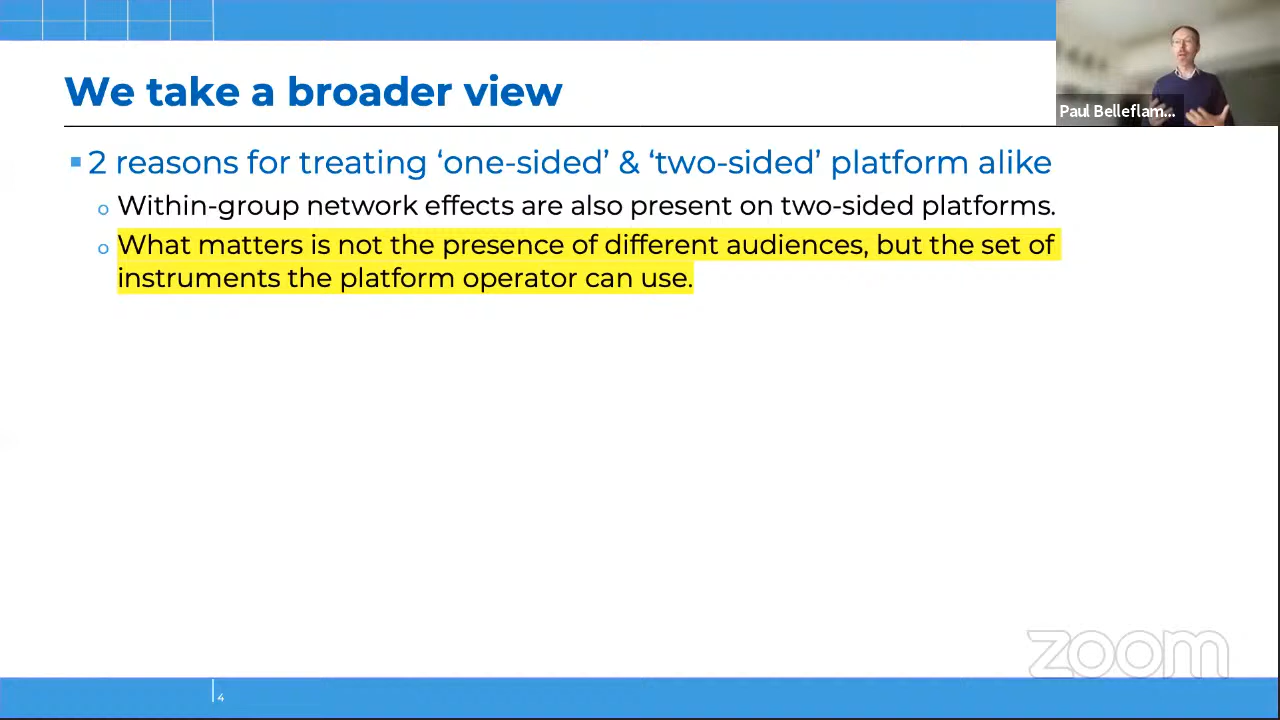 We take a broader view
2 reasons for treating ‘one-sided’ & ‘two-sided’ platform alike
Within-group network effects are also present on two-sided platforms.
What matters is not the presence of different audiences, but the set of
instruments the platform operator can use.
Paul Belleflam...
zoom
4